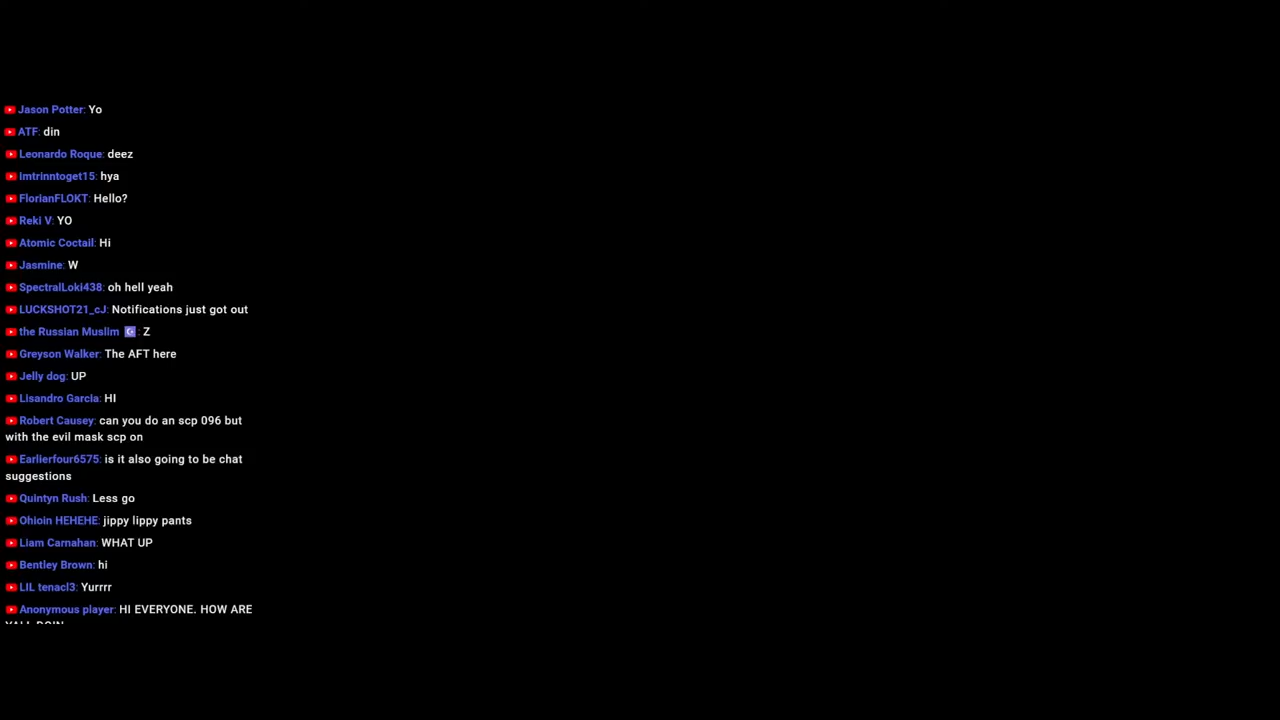 Jason Potter: Yo
ATF: din
Leonardo Roque: deez
Imtrinntoget15: hya
FlorianFLOKT: Hello?
Reki V: YO
Atomic Coctail: Hi
Jasmine: W
SpectralLoki438: oh hell yeah
LUCKSHOT21_cJ: Notifications just got out
the Russian Muslim ☪: Z
Greyson Walker: The AFT here
Jelly dog: UP
Lisandro Garcia: HI
Robert Causey: can you do an scp 096 but
with the evil mask scp on
Earlierfour6575: is it also going to be chat
suggestions
Quintyn Rush: Less go
Ohioin HEHEHE: jippy lippy pants
Liam Carnahan: WHAT UP
Bentley Brown: hi
LIL tenacl3: Yurrrr
Anonymous player: HI EVERYONE. HOW ARE